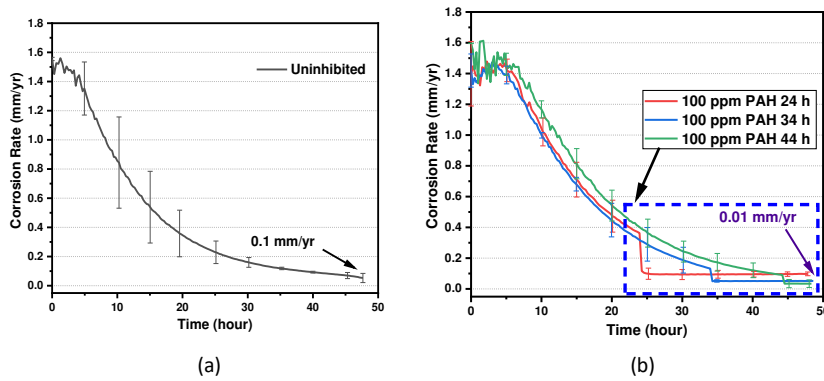 1.8
1.6
1.4
1.2
1.0
0.8
0.6
0.4
0.2
0.0
Corrosion Rate (mm/yr)
Uninhibited
0.1 mm/yr
0
10
20
30
40
50
Time (hour)
(a)
1.8
1.6
1.4
1.2
1.0
0.8
0.6
0.4
0.2
0.0
Corrosion Rate (mm/yr)
100 ppm PAH 24 h
100 ppm PAH 34 h
100 ppm PAH 44 h
0.01 mm/yr
0
10
20
30
40
50
Time (hour)
(b)